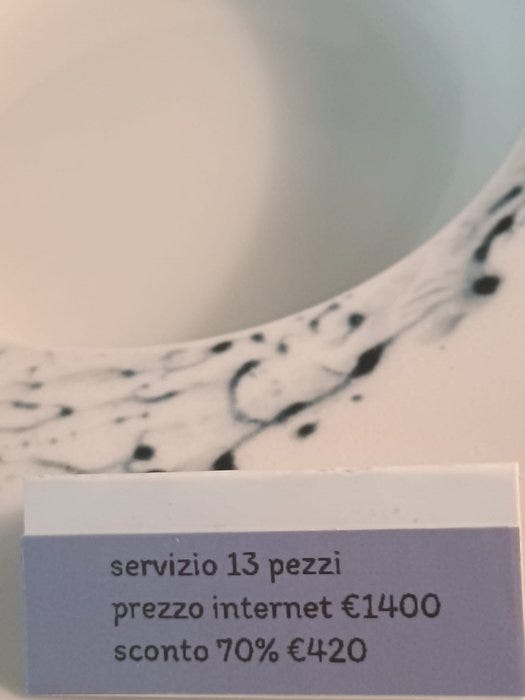 servizio 13 pezzi
prezzo internet €1400
sconto 70% €420